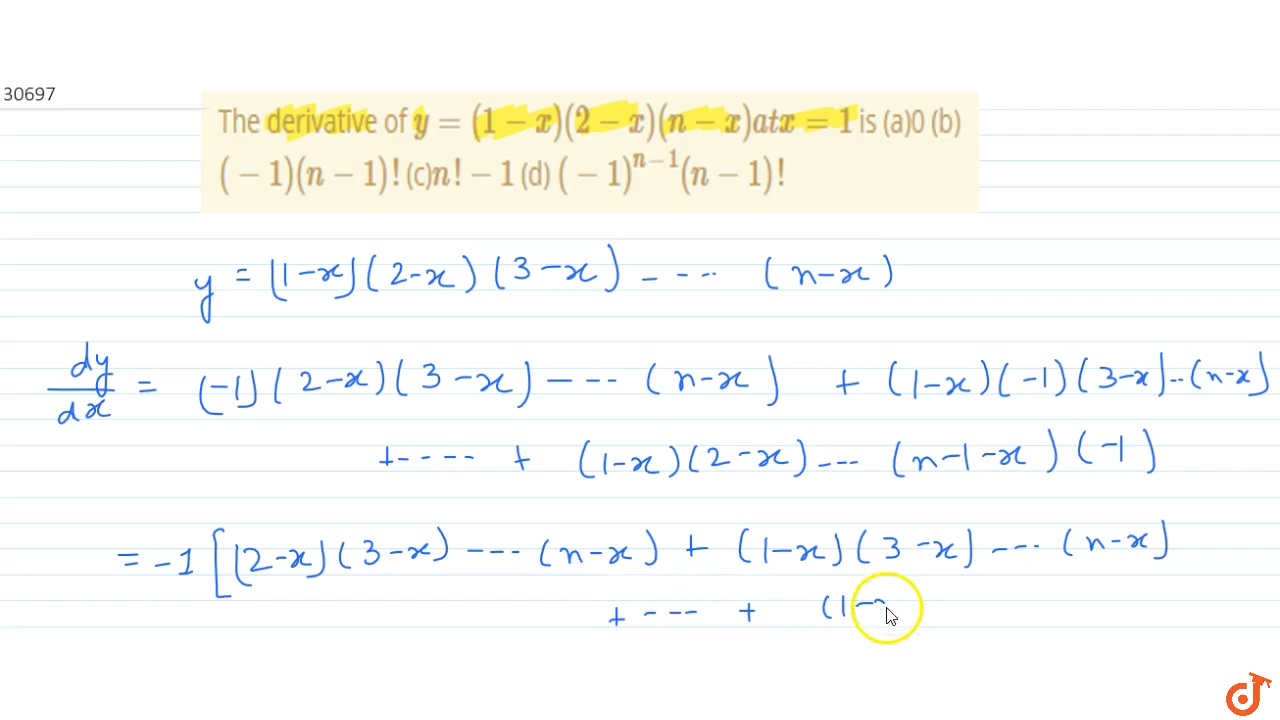 30697
The derivative of y = (1 − x)(2 − x)(n − x)atx = 1 is (a)0 (b)
(− 1)(n − 1)! (c)n! − 1 (d) (− 1)^{n−1}(n − 1)!
y = (1-x)(2-x)(3-x) ----- (n-x)
dy/dx = (-1)(2-x)(3-x) ---- (n-x) + (1-x)(-1)(3-x)--(n-x)
+---- + (1-x)(2-x)--- (n-1-x)(-1)
= -1 [(2-x)(3-x) ---- (n-x) + (1-x)(3-x) --- (n-x)
+ --- + (1-